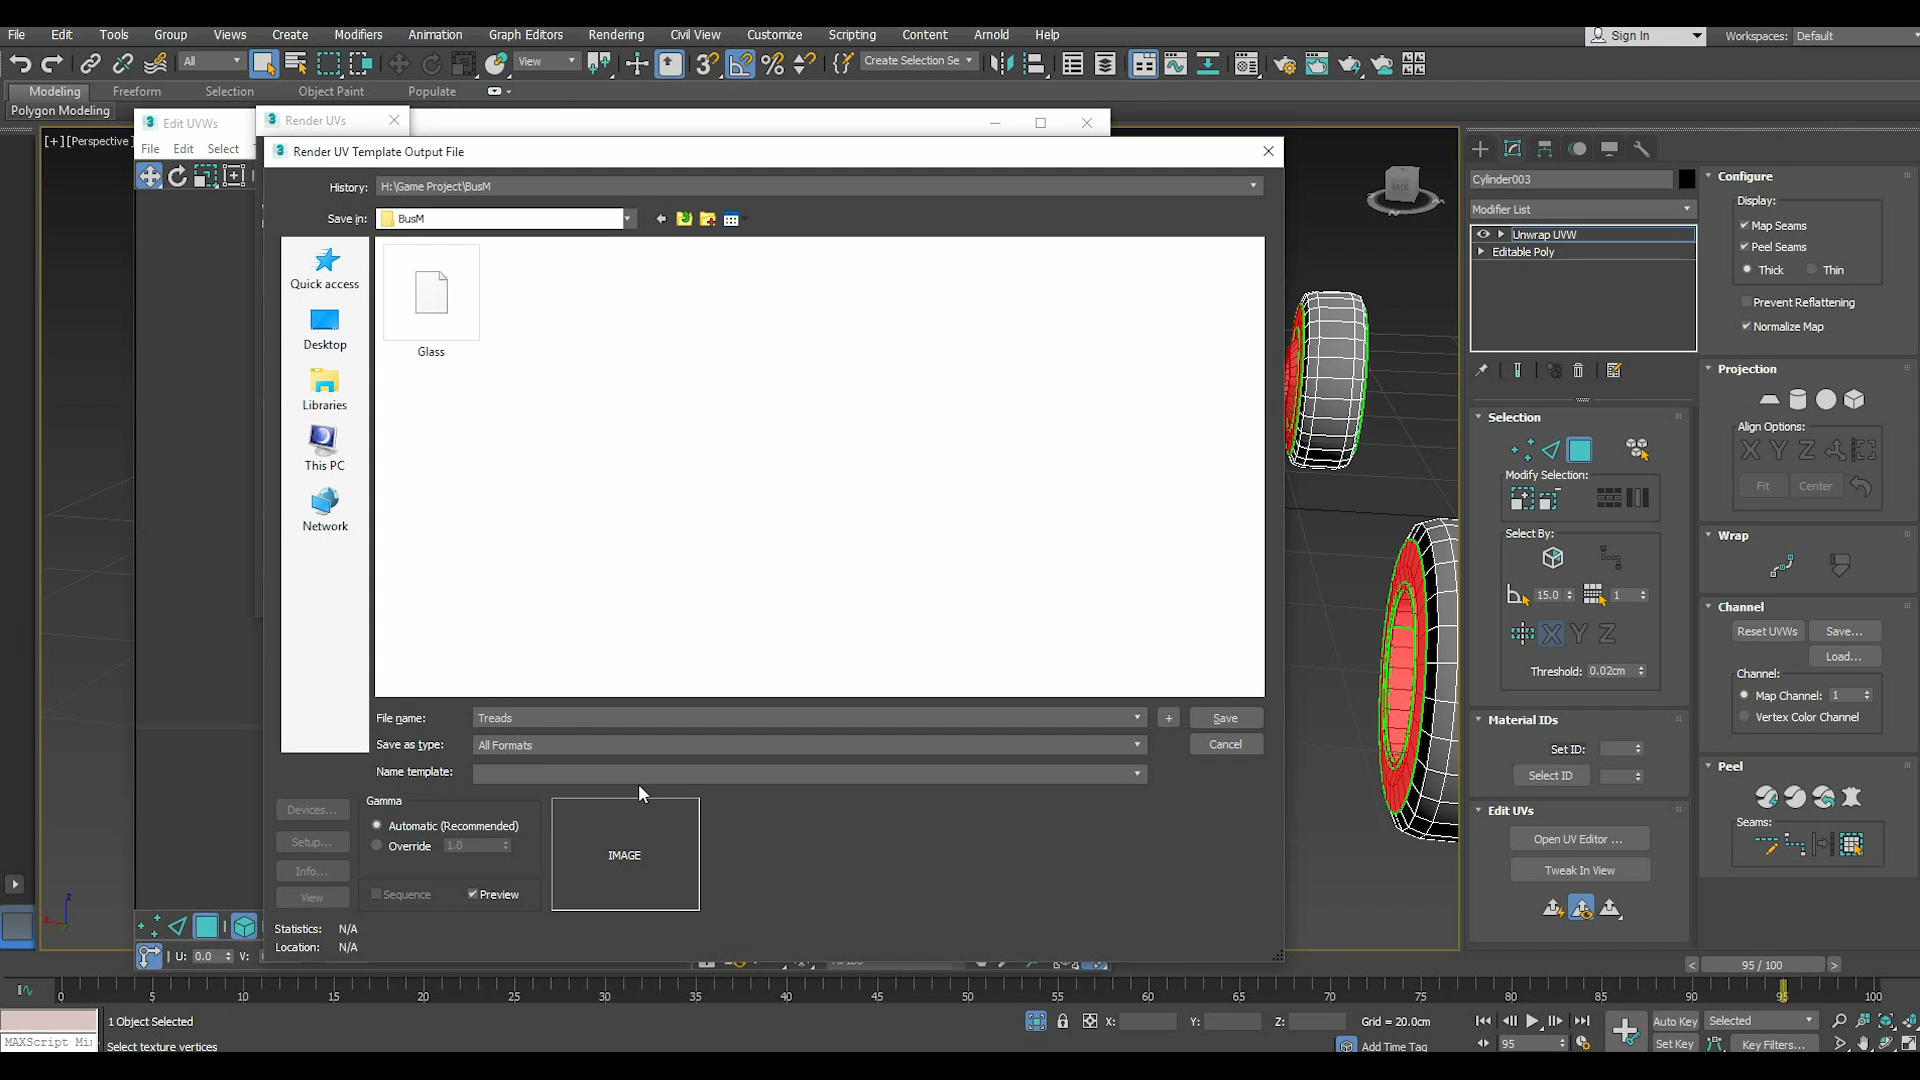 File Edit Tools Group Views Create Modifiers Animation Graph Editors Rendering Civil View Customize Scripting Content Arnold Help Sign In Workspaces: Default
All View Create Selection Se
Modeling Freeform Selection Object Paint Populate
Polygon Modeling
[+][Perspective
Edit UVWs
File Edit Select
Render UVs
Render UV Template Output File
History: H:\Game Project\BusM
Save in: BusM
Quick access
Desktop
Libraries
This PC
Network
Glass
File name: Treads + Save
Save as type: All Formats Cancel
Name template:
Devices...
Setup...
Info...
View
Gamma
Automatic (Recommended)
Override 1.0
Sequence Preview
IMAGE
Statistics: N/A
Location: N/A
U: 0.0 V:
BACK
Cylinder003
Modifier List
Unwrap UVW
Editable Poly
Selection
Modify Selection:
Select By:
15.0 1
X Y Z
Threshold: 0.02cm
Material IDs
Set ID:
Select ID
Edit UVs
Open UV Editor ...
Tweak In View
Configure
Display:
Map Seams
Peel Seams
Thick Thin
Prevent Reflattening
Normalize Map
Projection
Align Options:
X Y Z
Fit Center
Wrap
Channel
Reset UVWs Save...
Load...
Channel:
Map Channel: 1
Vertex Color Channel
Peel
Seams:
< 95 / 100 >
0 5 10 15 20 25 30 35 40 45 50 55 60 65 70 75 80 85 90 95 100
1 Object Selected X: Y: Z: Grid = 20.0cm Auto Key Selected
MAXScript Mi Select texture vertices Add Time Tag 95 Set Key Key Filters...